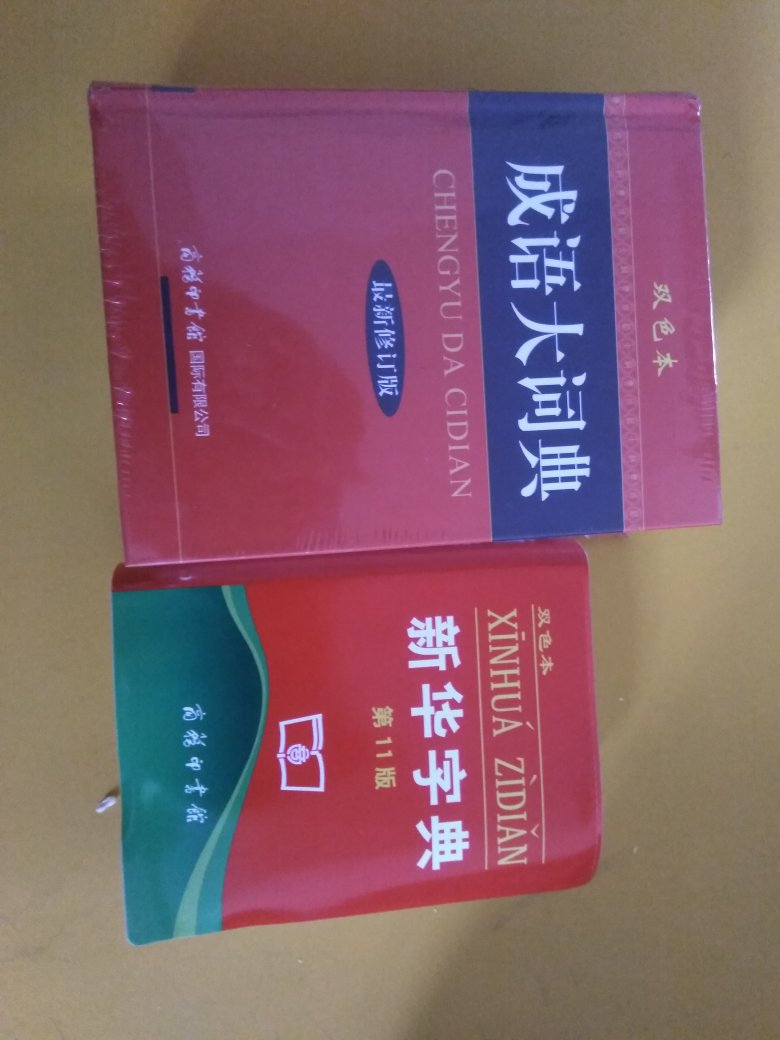 双色本
成语大词典
CHENGYU DA CIDIAN
最新修订版
商务印书馆 国际有限公司
双色本
XĪNHUÁ ZÌDIǍN
新华字典
第11版
商务印书馆